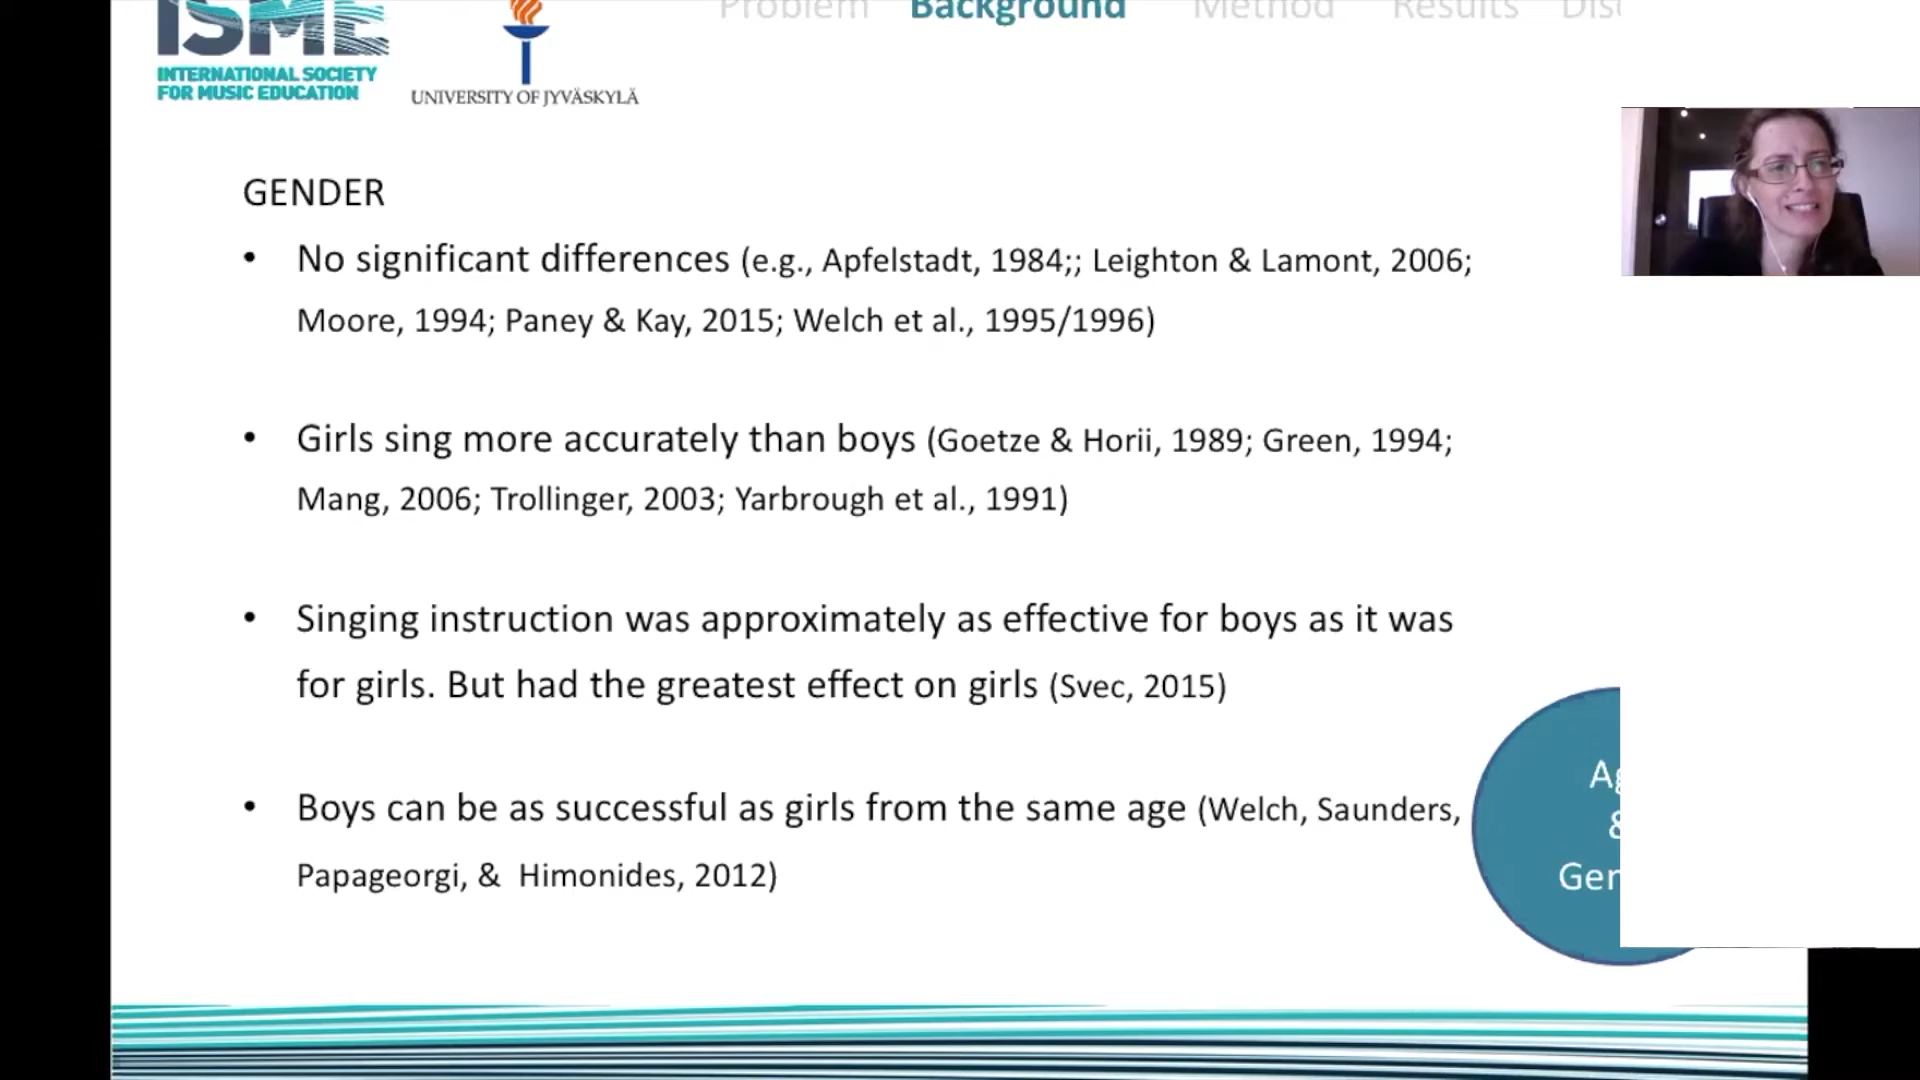 ISME
INTERNATIONAL SOCIETY
FOR MUSIC EDUCATION
UNIVERSITY OF JYVÄSKYLÄ
Problem Background Method Results
GENDER
• No significant differences (e.g., Apfelstadt, 1984;; Leighton & Lamont, 2006;
Moore, 1994; Paney & Kay, 2015; Welch et al., 1995/1996)
• Girls sing more accurately than boys (Goetze & Horii, 1989; Green, 1994;
Mang, 2006; Trollinger, 2003; Yarbrough et al., 1991)
• Singing instruction was approximately as effective for boys as it was
for girls. But had the greatest effect on girls (Svec, 2015)
• Boys can be as successful as girls from the same age (Welch, Saunders,
Papageorgi, & Himonides, 2012)
&